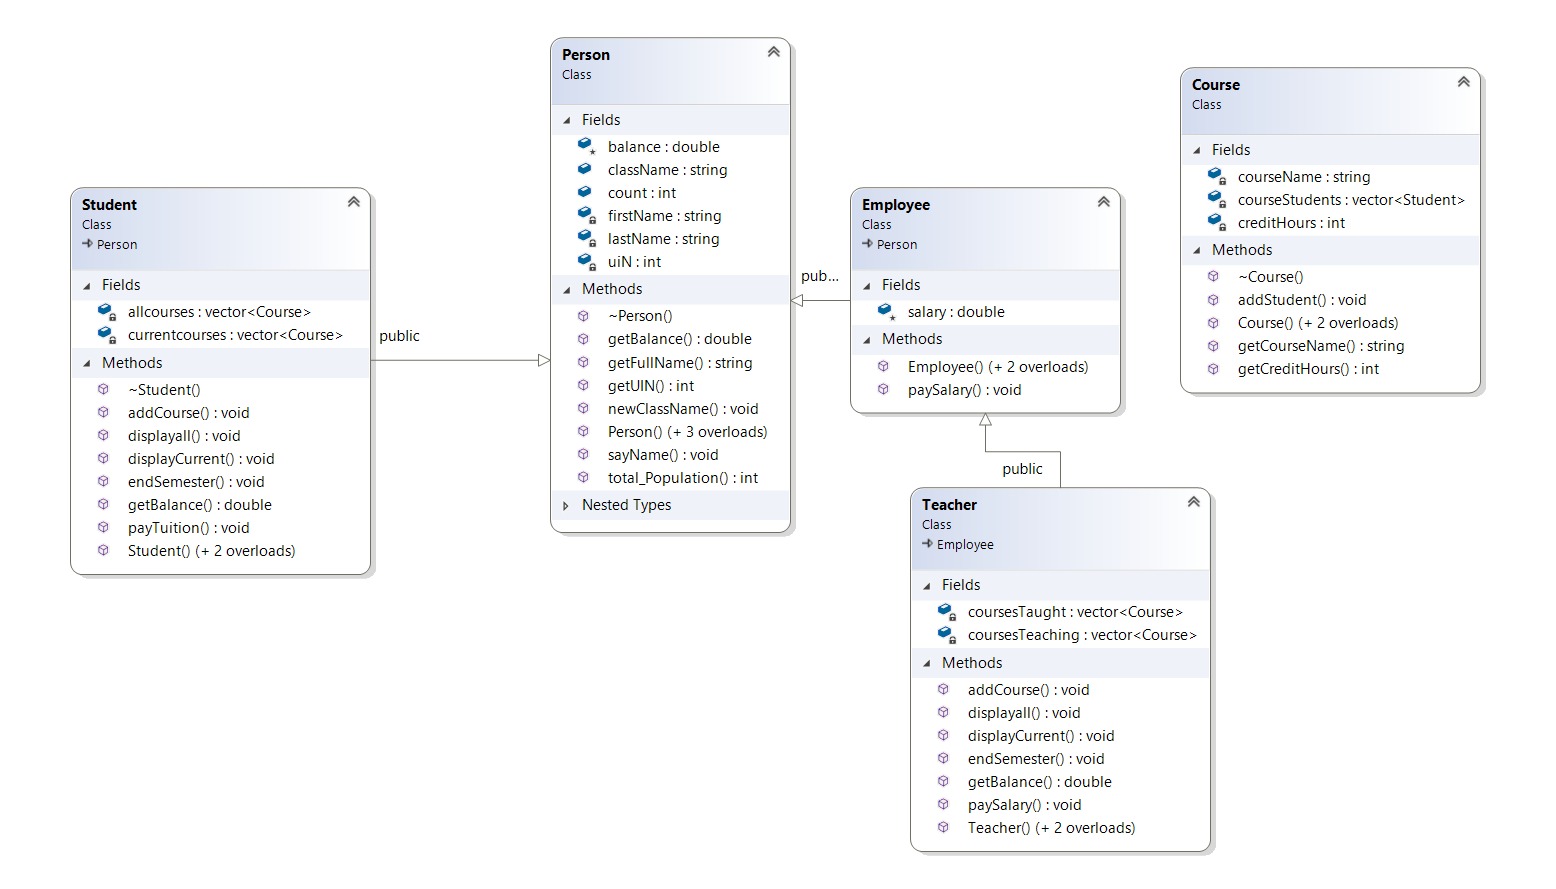 Student
Class
Person
Fields
allcourses : vector<Course>
currentcourses : vector<Course>
Methods
~Student()
addCourse() : void
displayall() : void
displayCurrent() : void
endSemester() : void
getBalance() : double
payTuition() : void
Student() (+ 2 overloads)
public
Person
Class
Fields
balance : double
className : string
count : int
firstName : string
lastName : string
uiN : int
Methods
~Person()
getBalance() : double
getFullName() : string
getUIN() : int
newClassName() : void
Person() (+ 3 overloads)
sayName() : void
total_Population() : int
Nested Types
pub...
Employee
Class
Person
Fields
salary : double
Methods
Employee() (+ 2 overloads)
paySalary() : void
public
Teacher
Class
Employee
Fields
coursesTaught : vector<Course>
coursesTeaching : vector<Course>
Methods
addCourse() : void
displayall() : void
displayCurrent() : void
endSemester() : void
getBalance() : double
paySalary() : void
Teacher() (+ 2 overloads)
Course
Class
Fields
courseName : string
courseStudents : vector<Student>
creditHours : int
Methods
~Course()
addStudent() : void
Course() (+ 2 overloads)
getCourseName() : string
getCreditHours() : int